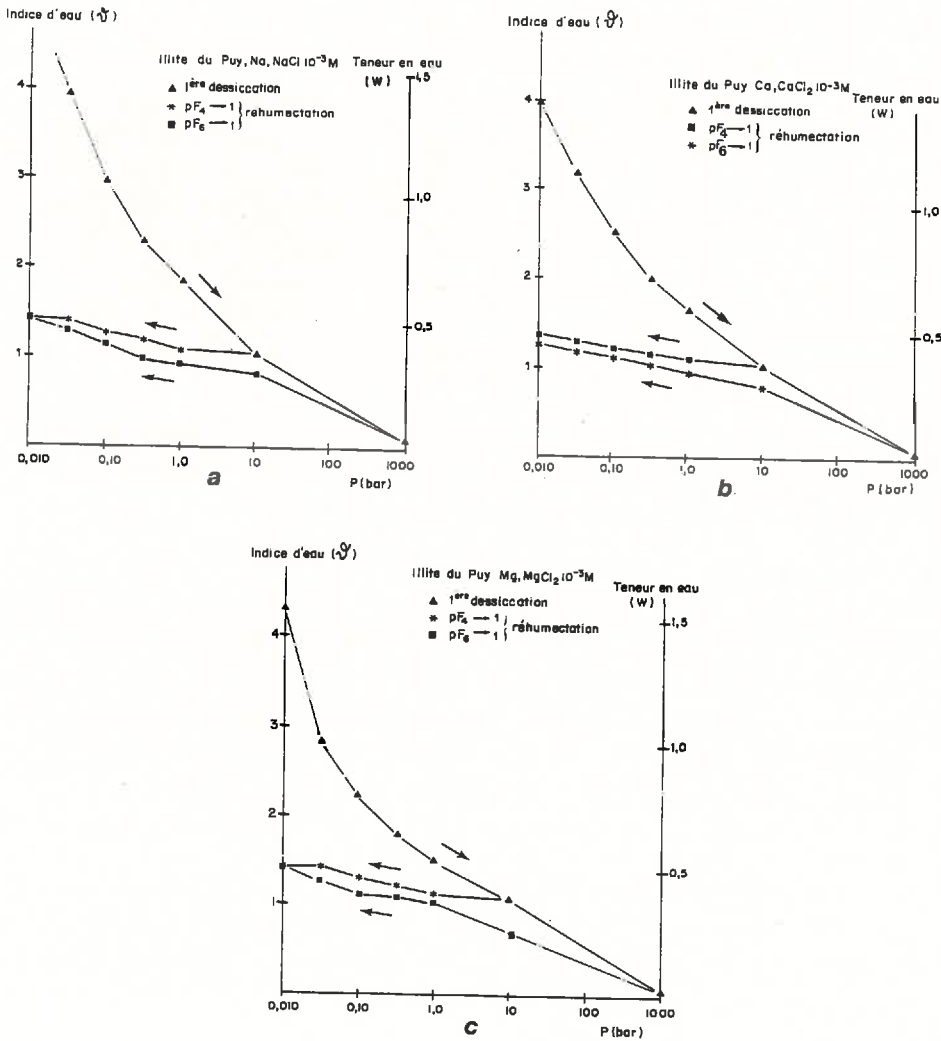 Indice d'eau (ϑ)
Illite du Puy, Na, NaCl 10⁻³M
Teneur en eau
(W)
▲ 1ère dessiccation
✶ pF₄ → 1 } réhumectation
■ pF₆ → 1
4
3
2
1
1,5
1,0
0,5
0,010 0,10 1,0 10 100 1000
P (bar)
a
Indice d'eau (ϑ)
Illite du Puy Ca, CaCl₂ 10⁻³M
Teneur en eau
(W)
▲ 1ère dessiccation
■ pF₄ → 1 } réhumectation
✶ pF₆ → 1
4
3
2
1
1,0
0,5
0,010 0,10 1,0 10 100 1000
P (bar)
b
Indice d'eau (ϑ)
Illite du Puy Mg, MgCl₂ 10⁻³M
Teneur en eau
(W)
▲ 1ère dessiccation
✶ pF₄ → 1 } réhumectation
■ pF₆ → 1
4
3
2
1
1,5
1,0
0,5
0,010 0,10 1,0 10 100 1000
P (bar)
c